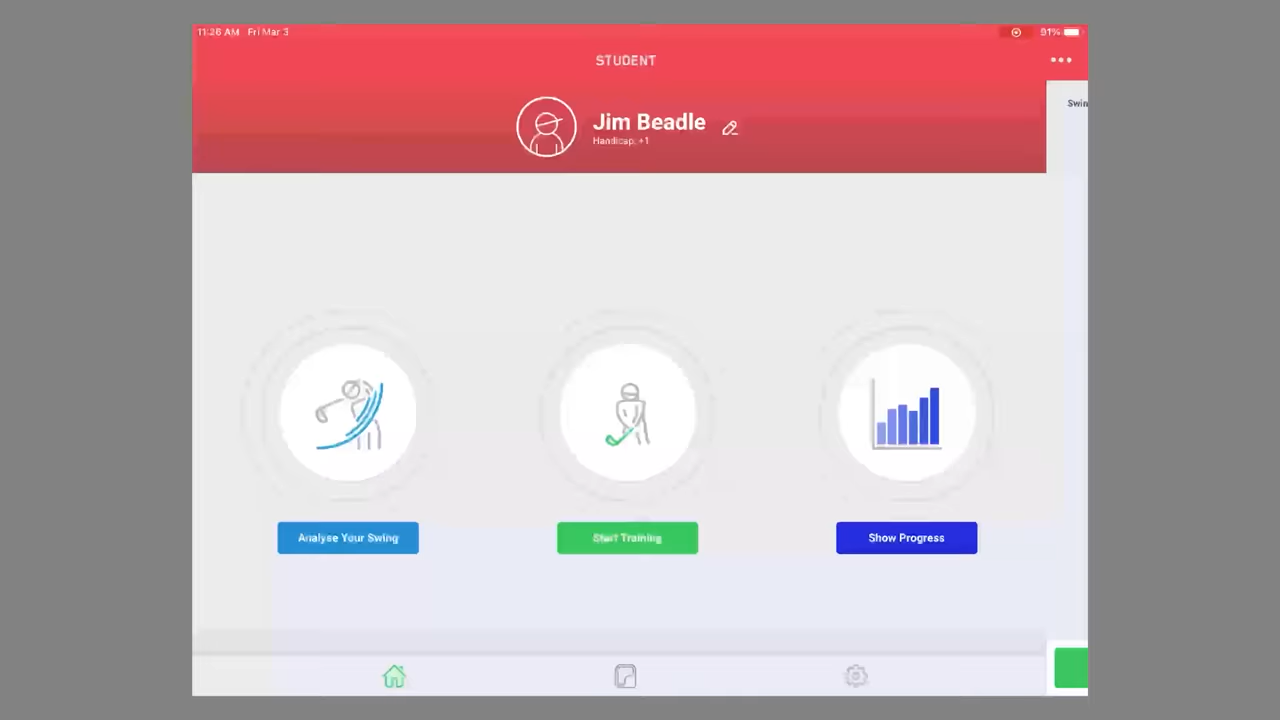 11:26 AM Fri Mar 3
91%
STUDENT
Swin
Jim Beadle
Handicap: +1
Analyse Your Swing
Start Training
Show Progress